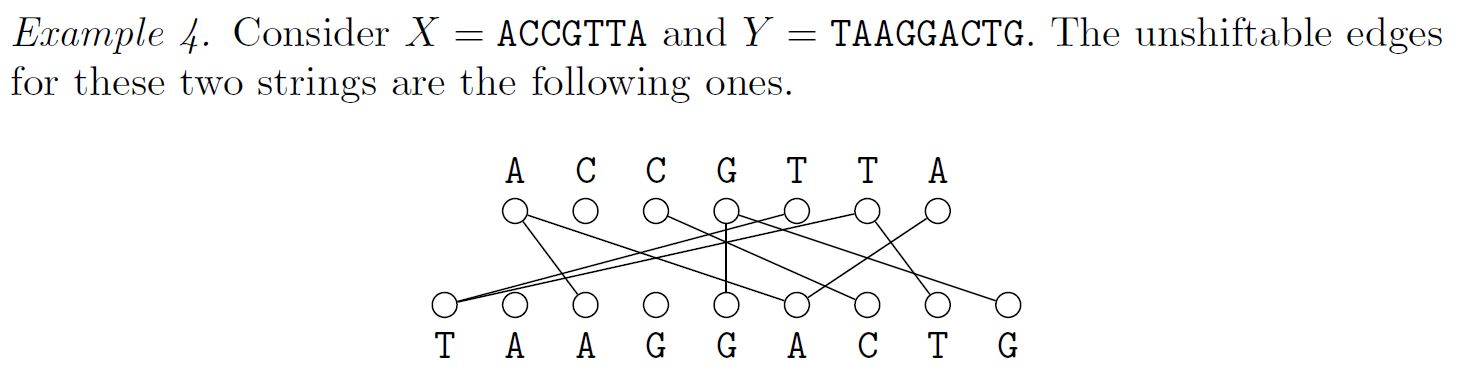 Example 4. Consider X = ACCGTTA and Y = TAAGGACTG. The unshiftable edges
for these two strings are the following ones.
A C C G T T A
T A A G G A C T G